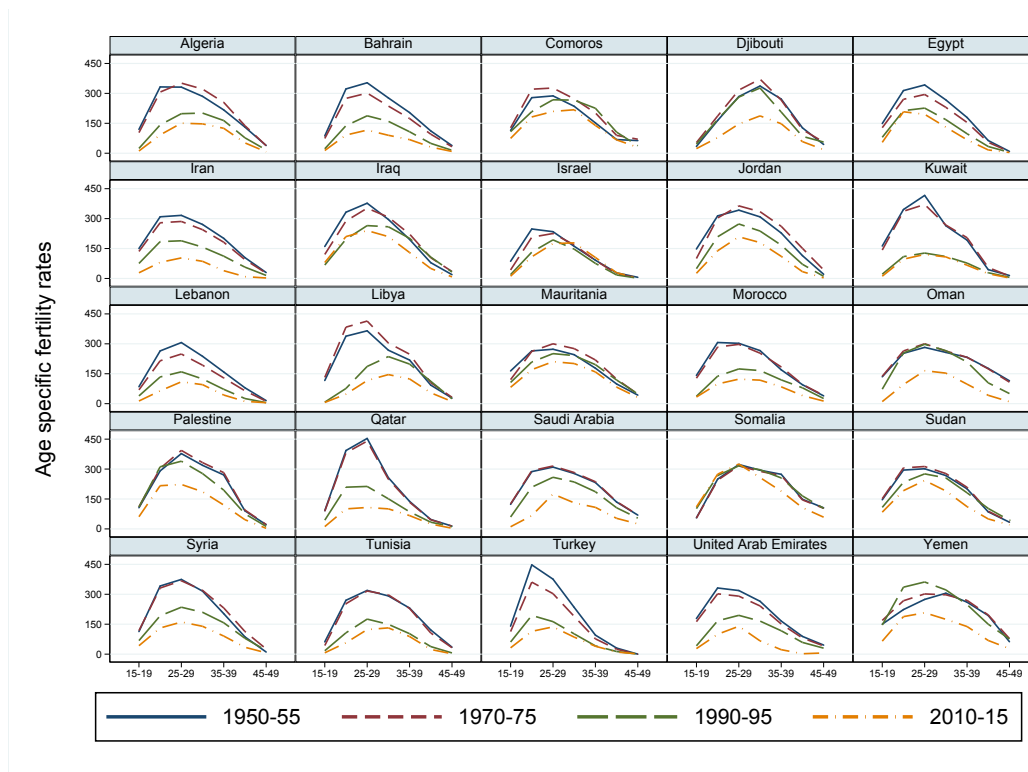 Age specific fertility rates
Algeria Bahrain Comoros Djibouti Egypt
450
300
150
0
Iran Iraq Israel Jordan Kuwait
450
300
150
0
Lebanon Libya Mauritania Morocco Oman
450
300
150
0
Palestine Qatar Saudi Arabia Somalia Sudan
450
300
150
0
Syria Tunisia Turkey United Arab Emirates Yemen
450
300
150
0
15-19 25-29 35-39 45-49 15-19 25-29 35-39 45-49 15-19 25-29 35-39 45-49 15-19 25-29 35-39 45-49 15-19 25-29 35-39 45-49
1950-55 1970-75 1990-95 2010-15